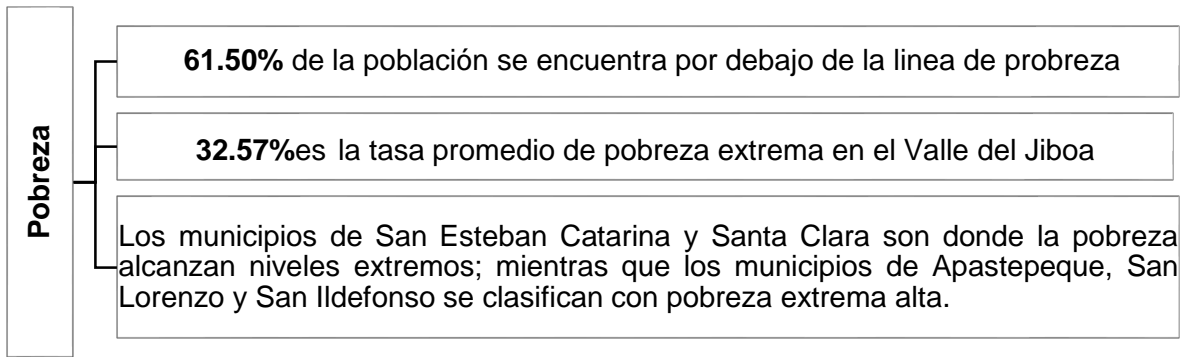 Pobreza
61.50% de la población se encuentra por debajo de la linea de probreza
32.57%es la tasa promedio de pobreza extrema en el Valle del Jiboa
Los municipios de San Esteban Catarina y Santa Clara son donde la pobreza
alcanzan niveles extremos; mientras que los municipios de Apastepeque, San
Lorenzo y San Ildefonso se clasifican con pobreza extrema alta.